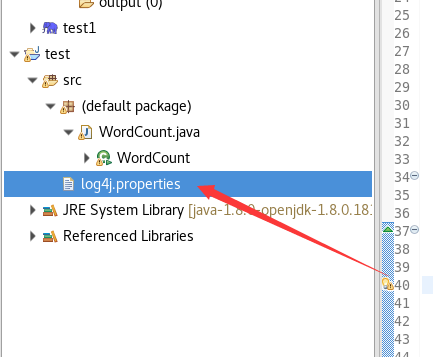 output (0)
test1
test
src
(default package)
WordCount.java
WordCount
log4j.properties
JRE System Library [java-1.8.0-openjdk-1.8.0.181
Referenced Libraries
25
26
27
28
29
30
31
32
33
34
35
36
37
38
39
40
41
42
43
44